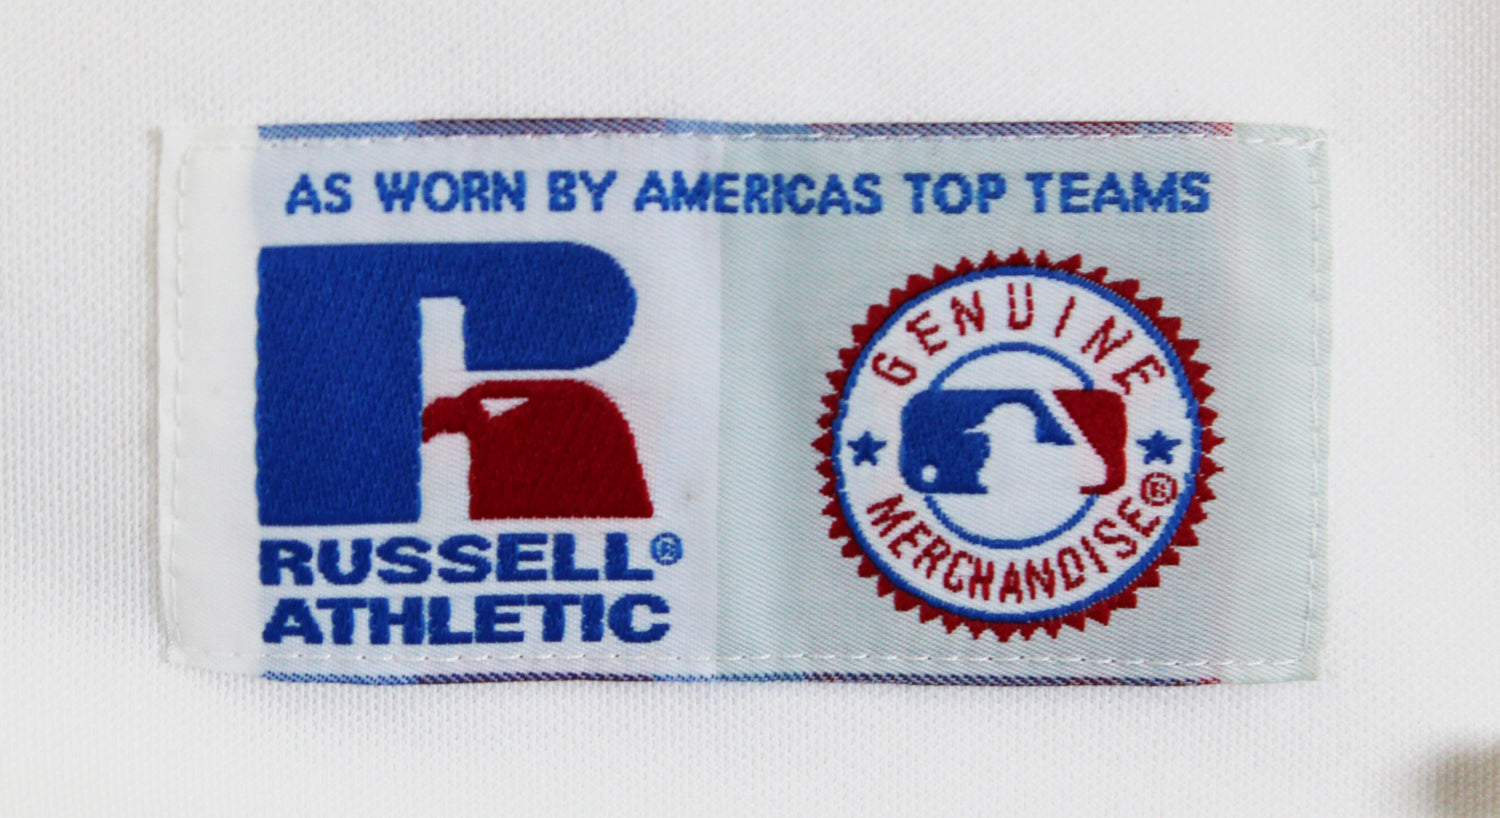 AS WORN BY AMERICAS TOP TEAMS
RUSSELL®
ATHLETIC
GENUINE
MERCHANDISE®